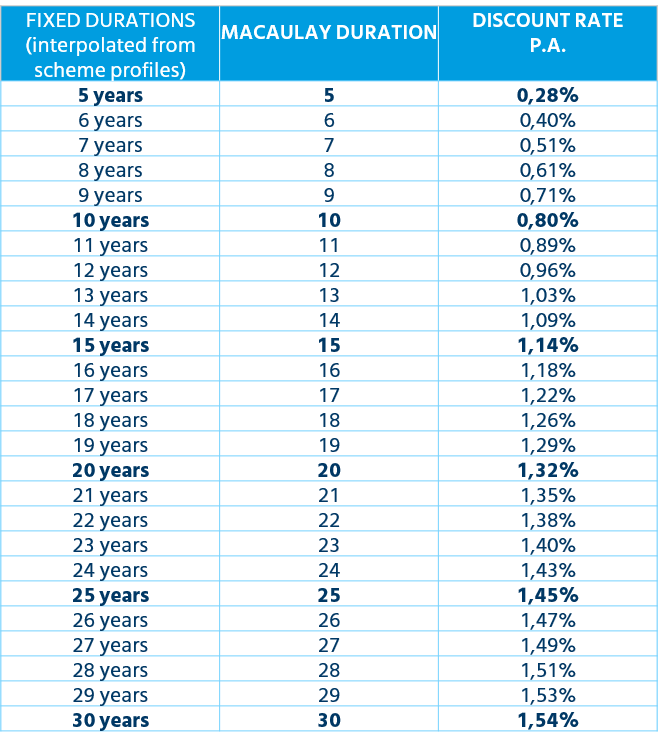 FIXED DURATIONS
(interpolated from
scheme profiles)
MACAULAY DURATION
DISCOUNT RATE
P.A.
5 years 5 0,28%
6 years 6 0,40%
7 years 7 0,51%
8 years 8 0,61%
9 years 9 0,71%
10 years 10 0,80%
11 years 11 0,89%
12 years 12 0,96%
13 years 13 1,03%
14 years 14 1,09%
15 years 15 1,14%
16 years 16 1,18%
17 years 17 1,22%
18 years 18 1,26%
19 years 19 1,29%
20 years 20 1,32%
21 years 21 1,35%
22 years 22 1,38%
23 years 23 1,40%
24 years 24 1,43%
25 years 25 1,45%
26 years 26 1,47%
27 years 27 1,49%
28 years 28 1,51%
29 years 29 1,53%
30 years 30 1,54%